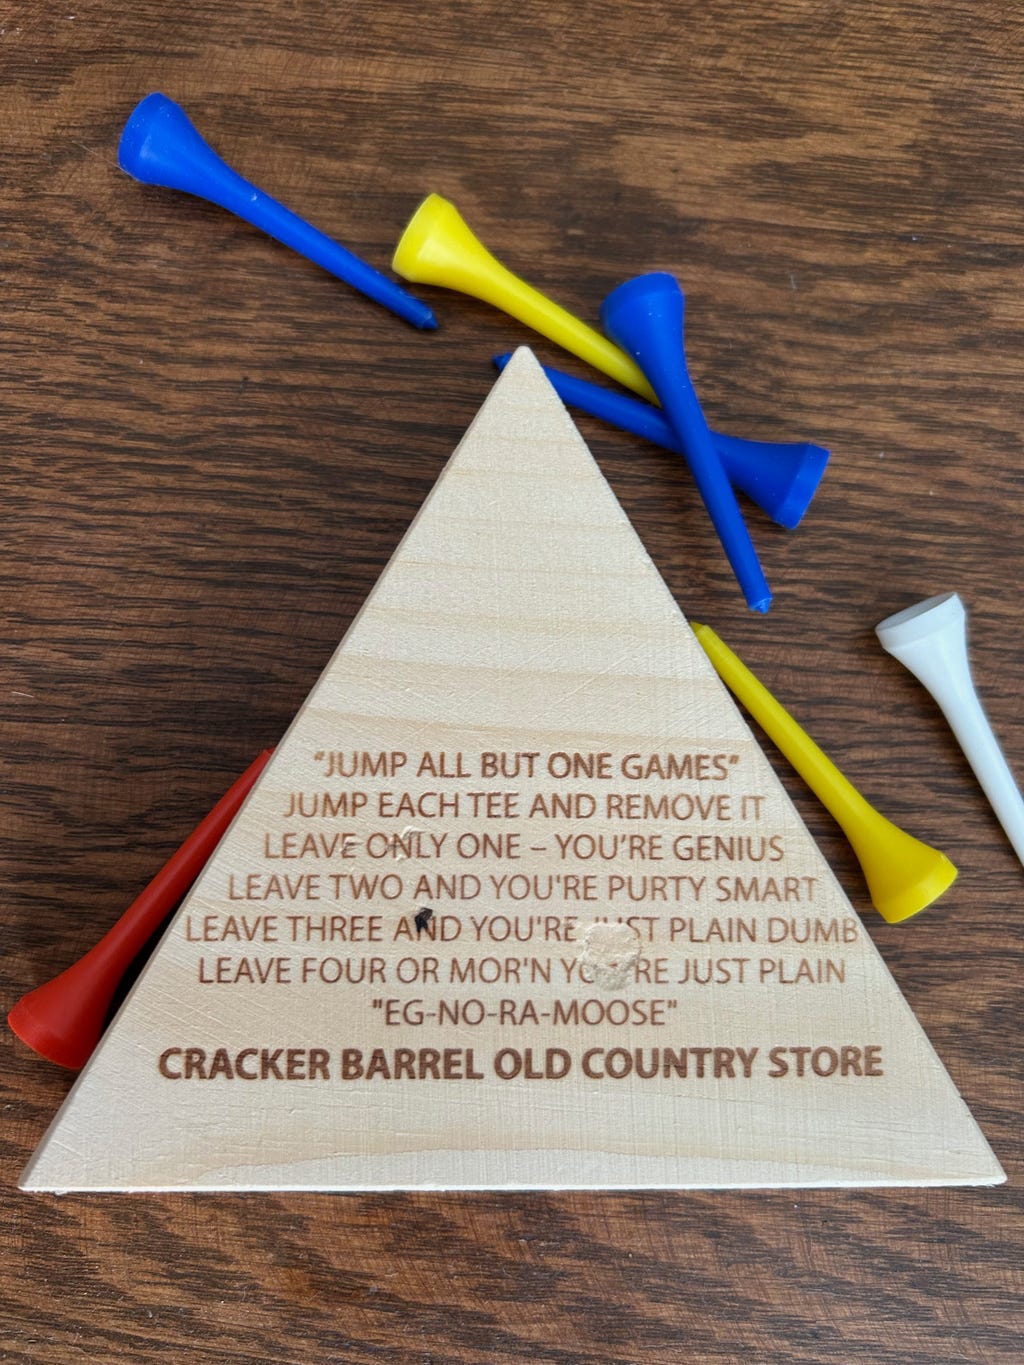 "JUMP ALL BUT ONE GAMES"
JUMP EACH TEE AND REMOVE IT
LEAVE ONLY ONE – YOU'RE GENIUS
LEAVE TWO AND YOU'RE PURTY SMART
LEAVE THREE AND YOU'RE JUST PLAIN DUMB
LEAVE FOUR OR MOR'N YOU'RE JUST PLAIN
"EG-NO-RA-MOOSE"
CRACKER BARREL OLD COUNTRY STORE